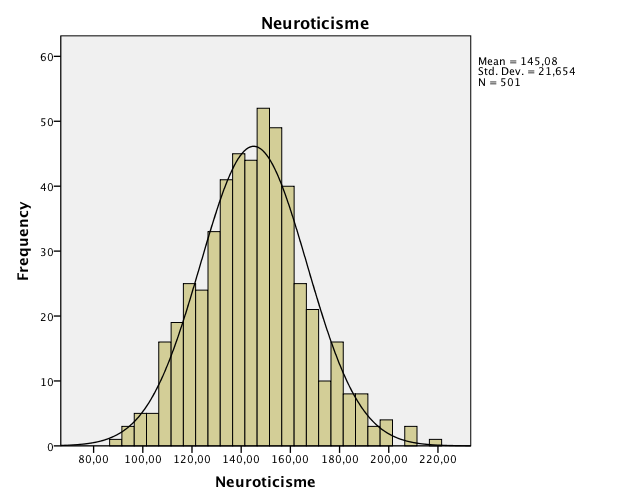 Neuroticisme
Mean = 145,08
Std. Dev. = 21,654
N = 501
60
50
40
30
20
10
0
Frequency
80,00 100,00 120,00 140,00 160,00 180,00 200,00 220,00
Neuroticisme